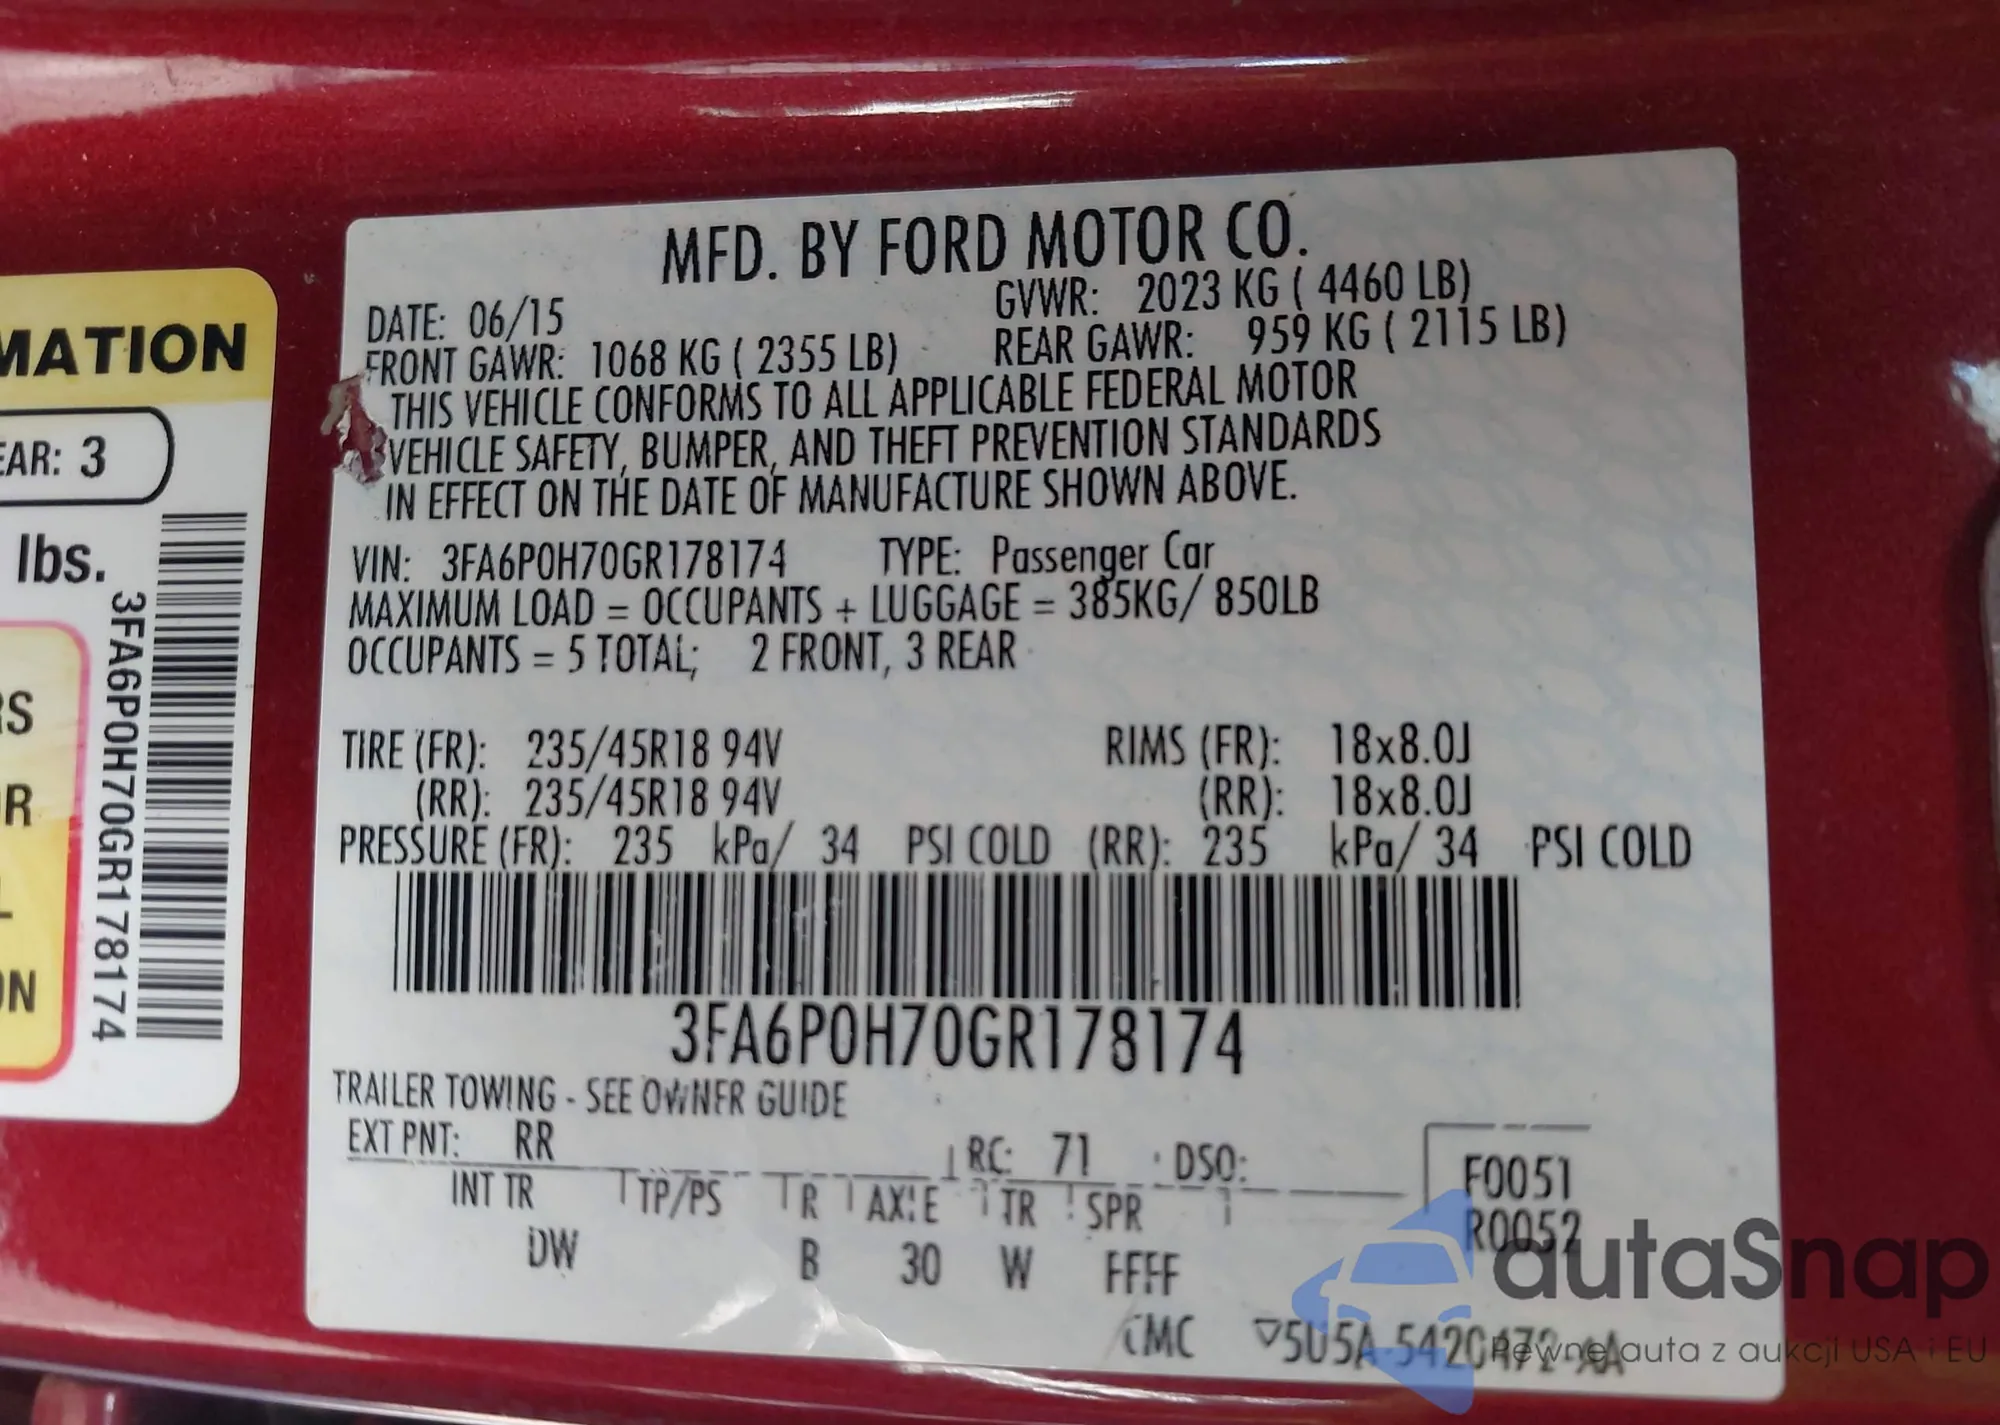 MATION
EAR: 3
lbs.
RS
OR
L
ON
3FA6P0H70GR178174
MFD. BY FORD MOTOR CO.
DATE: 06/15 GVWR: 2023 KG ( 4460 LB)
FRONT GAWR: 1068 KG ( 2355 LB) REAR GAWR: 959 KG ( 2115 LB)
THIS VEHICLE CONFORMS TO ALL APPLICABLE FEDERAL MOTOR
VEHICLE SAFETY, BUMPER, AND THEFT PREVENTION STANDARDS
IN EFFECT ON THE DATE OF MANUFACTURE SHOWN ABOVE.
VIN: 3FA6P0H70GR178174 TYPE: Passenger Car
MAXIMUM LOAD = OCCUPANTS + LUGGAGE = 385KG/ 850LB
OCCUPANTS = 5 TOTAL; 2 FRONT, 3 REAR
TIRE (FR): 235/45R18 94V RIMS (FR): 18x8.0J
(RR): 235/45R18 94V (RR): 18x8.0J
PRESSURE (FR): 235 kPa/ 34 PSI COLD (RR): 235 kPa/ 34 PSI COLD
3FA6P0H70GR178174
TRAILER TOWING - SEE OWNER GUIDE
EXT PNT: RR RC: 71 DSO:
INT TR TP/PS R AXLE TR SPR
DW B 30 W FFFF
F0051
R0052
CMC ▽5U5A-5420472-AA
autaSnap
Pewne auta z aukcji USA i EU